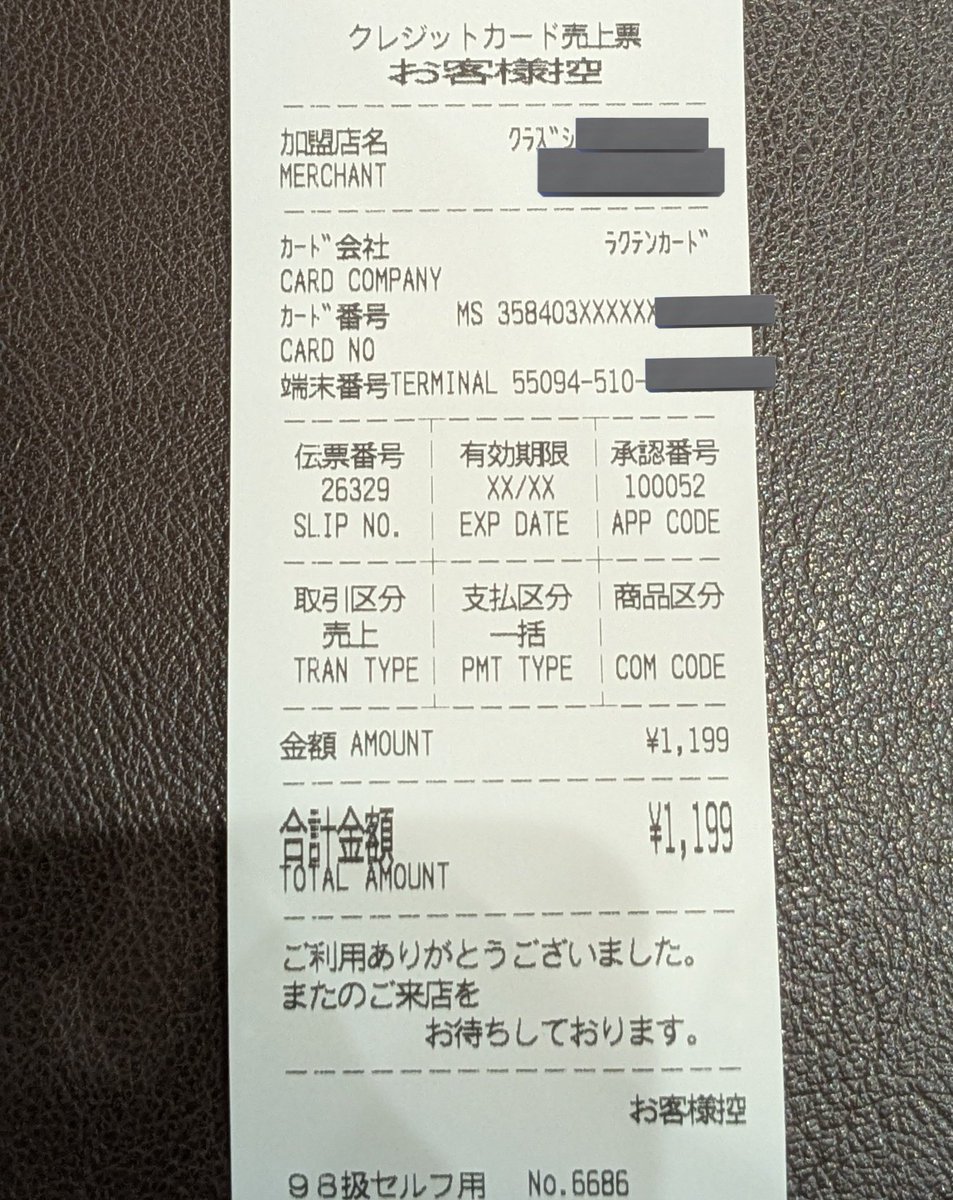 クレジットカード売上票
お客様控
加盟店名 ｸﾗｽﾞｼ
MERCHANT
ｶｰﾄﾞ会社 ﾗｸﾃﾝｶｰﾄﾞ
CARD COMPANY
ｶｰﾄﾞ番号 MS 358403XXXXXX
CARD NO
端末番号TERMINAL 55094-510-
伝票番号 有効期限 承認番号
26329 XX/XX 100052
SLIP NO. EXP DATE APP CODE
取引区分 支払区分 商品区分
売上 一括
TRAN TYPE PMT TYPE COM CODE
金額 AMOUNT ¥1,199
合計金額 ¥1,199
TOTAL AMOUNT
ご利用ありがとうございました。
またのご来店を
お待ちしております。
お客様控
９８扱セルフ用 No.6686